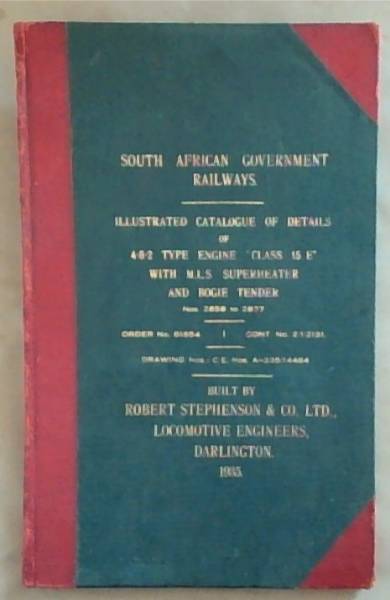 SOUTH AFRICAN GOVERNMENT
RAILWAYS.
ILLUSTRATED CATALOGUE OF DETAILS
OF
4-8-2 TYPE ENGINE "CLASS 15 E"
WITH M.L.S SUPERHEATER
AND BOGIE TENDER
Nos. 2858 to 2877
ORDER No. CONT No.
DRAWING Nos: C.E. Nos.
BUILT BY
ROBERT STEPHENSON & CO. LTD.,
LOCOMOTIVE ENGINEERS,
DARLINGTON.
1935.